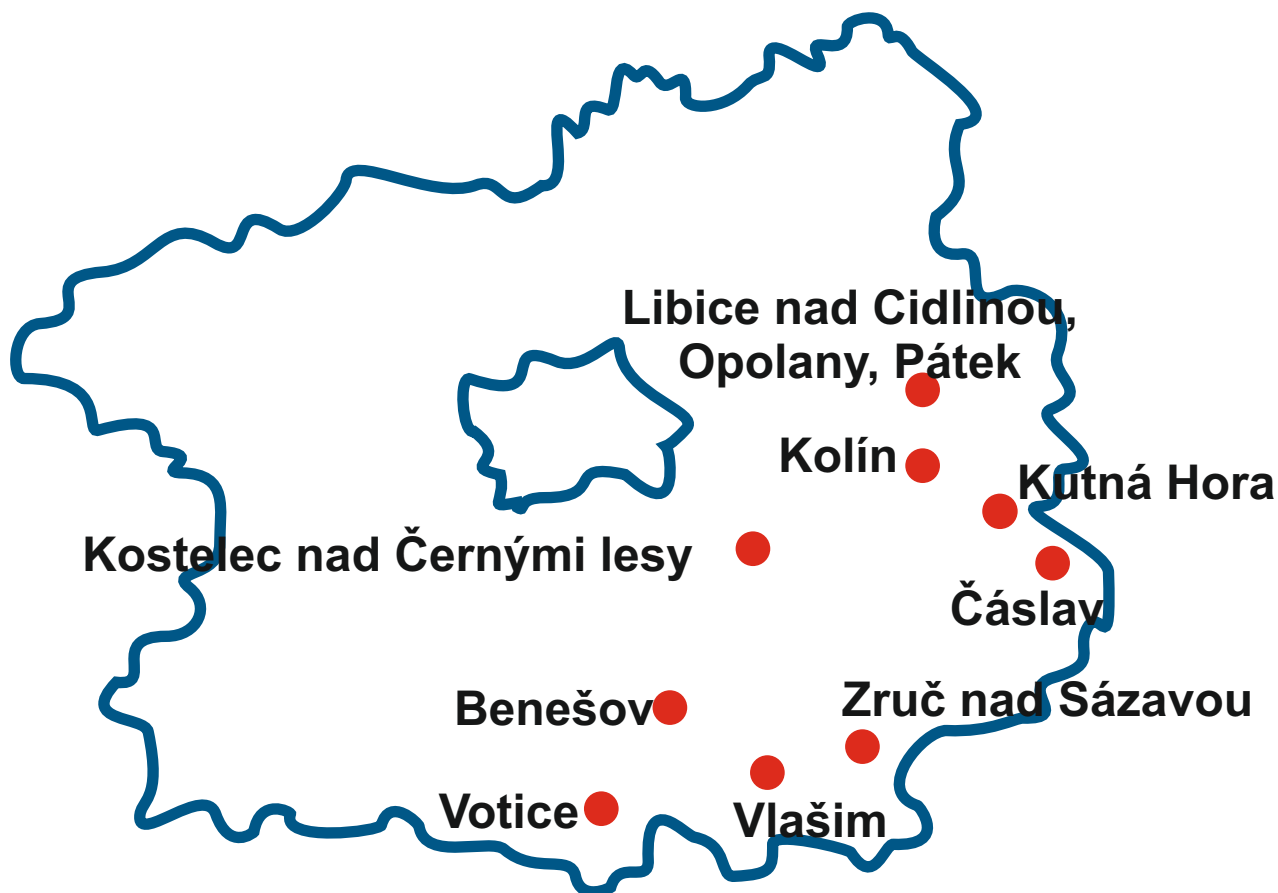 Libice nad Cidlinou,
Opolany, Pátek
Kolín
Kutná Hora
Kostelec nad Černými lesy
Čáslav
Zruč nad Sázavou
Benešov
Votice
Vlašim